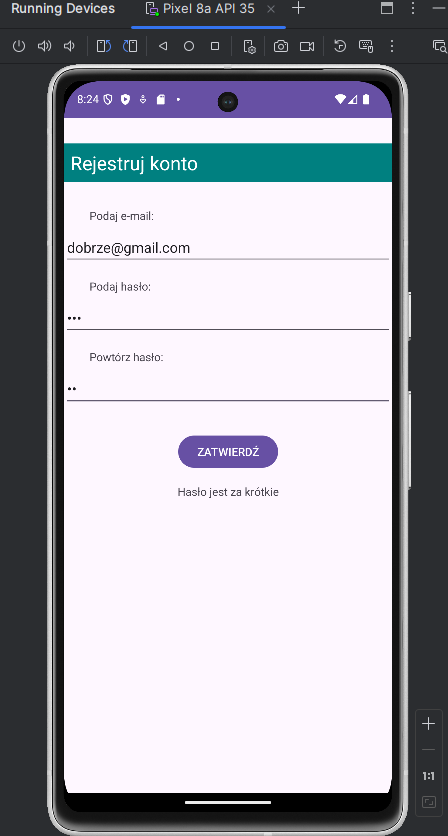 Running Devices
Pixel 8a API 35
8:24
Rejestruj konto
Podaj e-mail:
dobrze@gmail.com
Podaj hasło:
•••
Powtórz hasło:
••
ZATWIERDŹ
Hasło jest za krótkie
1:1